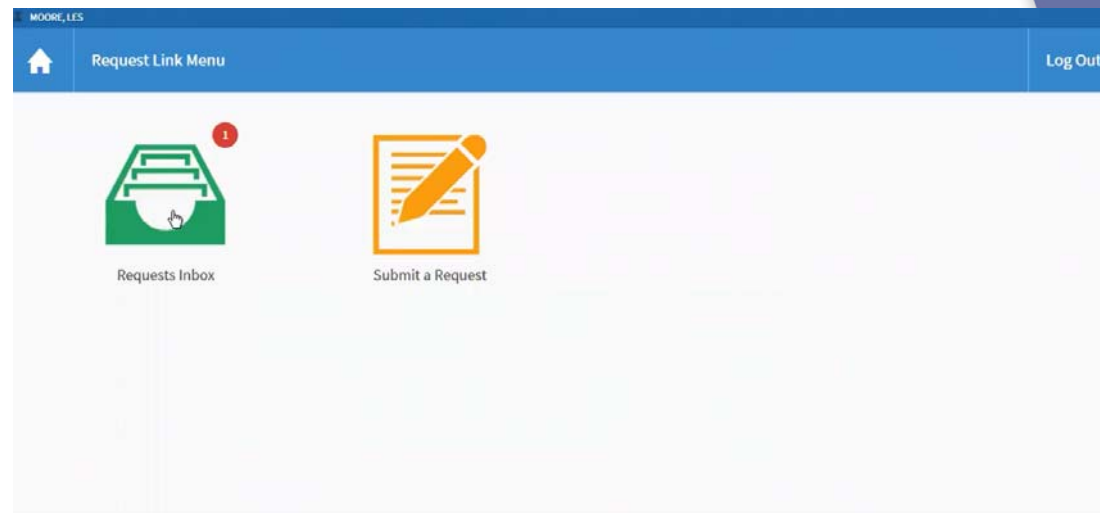 MOORE, LES
Request Link Menu
Log Out
1
Requests Inbox
Submit a Request